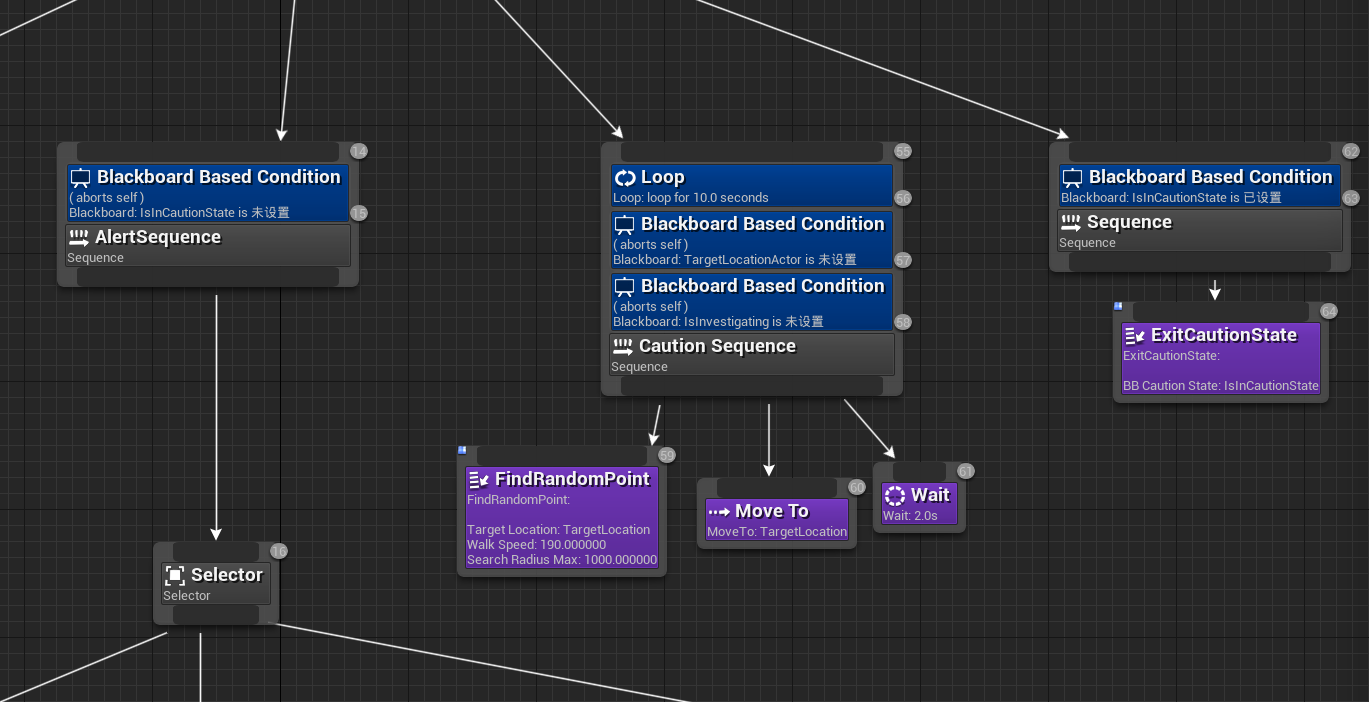 14
Blackboard Based Condition
( aborts self )
Blackboard: IsInCautionState is 未设置
15
AlertSequence
Sequence
55
Loop
Loop: loop for 10.0 seconds
56
Blackboard Based Condition
( aborts self )
Blackboard: TargetLocationActor is 未设置
57
Blackboard Based Condition
( aborts self )
Blackboard: IsInvestigating is 未设置
58
Caution Sequence
Sequence
62
Blackboard Based Condition
Blackboard: IsInCautionState is 已设置
63
Sequence
Sequence
64
ExitCautionState
ExitCautionState:
BB Caution State: IsInCautionState
59
FindRandomPoint
FindRandomPoint:
Target Location: TargetLocation
Walk Speed: 190.000000
Search Radius Max: 1000.000000
60
Move To
MoveTo: TargetLocation
61
Wait
Wait: 2.0s
16
Selector
Selector